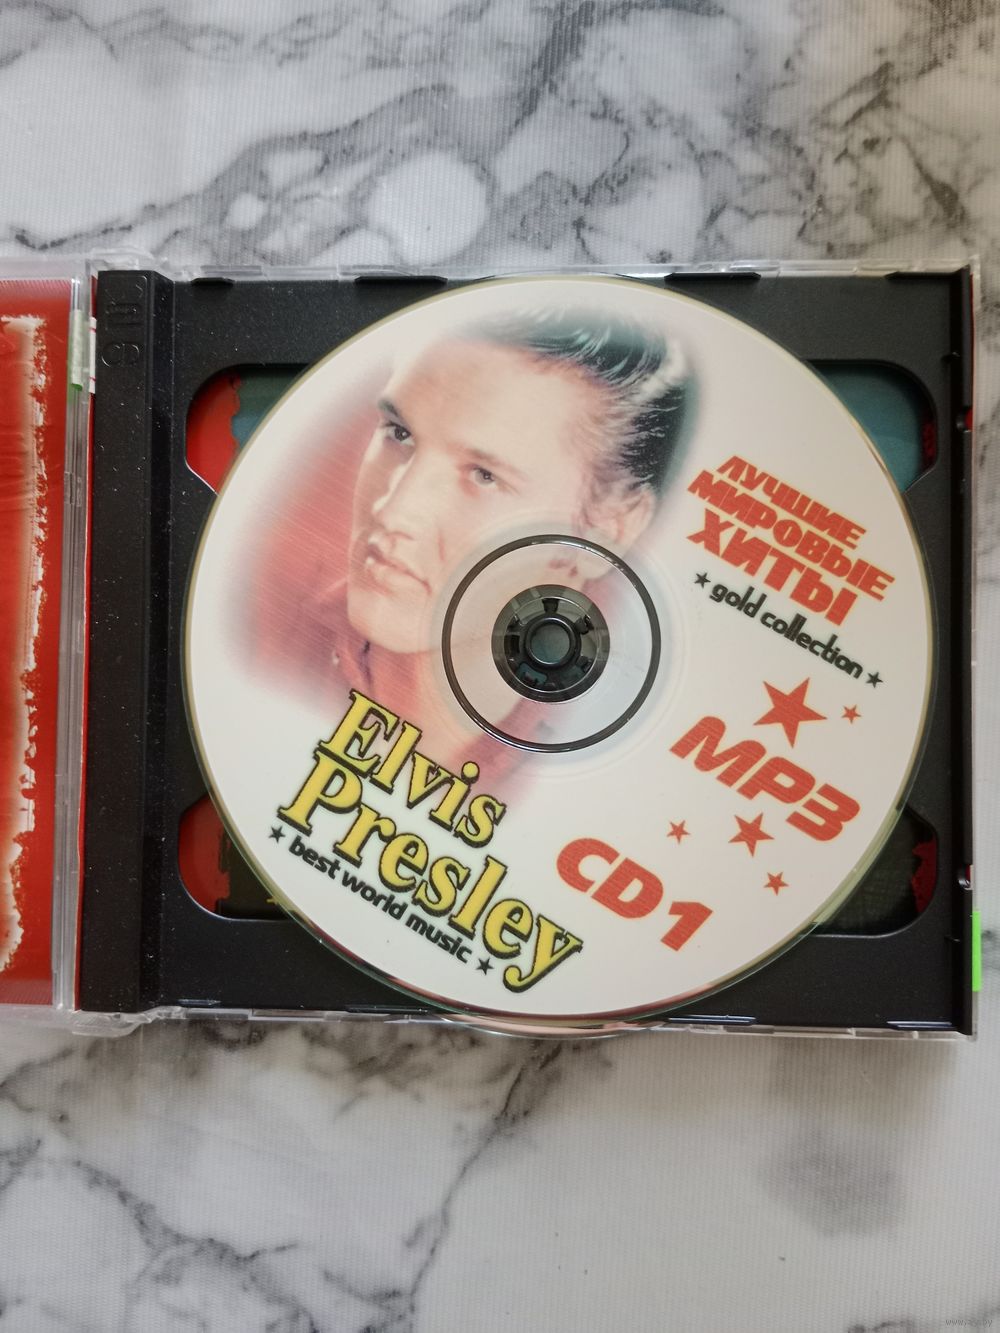 ЛУЧШИЕ
МИРОВЫЕ
ХИТЫ
★ gold collection ★
MP3
CD1
Elvis
Presley
★ best world music ★